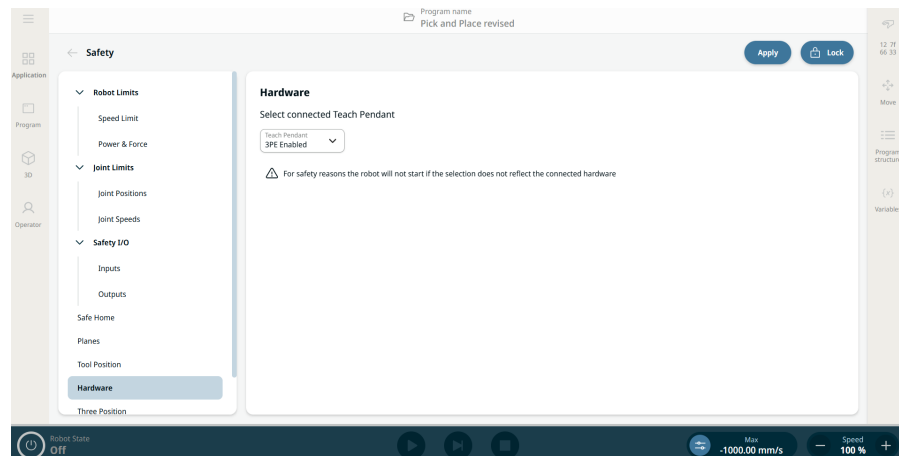 Program name
Pick and Place revised
Safety
Apply
Lock
12 7F
66 33
Application
Program
3D
Operator
Robot Limits
Speed Limit
Power & Force
Joint Limits
Joint Positions
Joint Speeds
Safety I/O
Inputs
Outputs
Safe Home
Planes
Tool Position
Hardware
Three Position
Hardware
Select connected Teach Pendant
Teach Pendant
3PE Enabled
For safety reasons the robot will not start if the selection does not reflect the connected hardware
Move
Program
structur
{x}
Variable
Robot State
Off
Max
-1000.00 mm/s
Speed
100 %